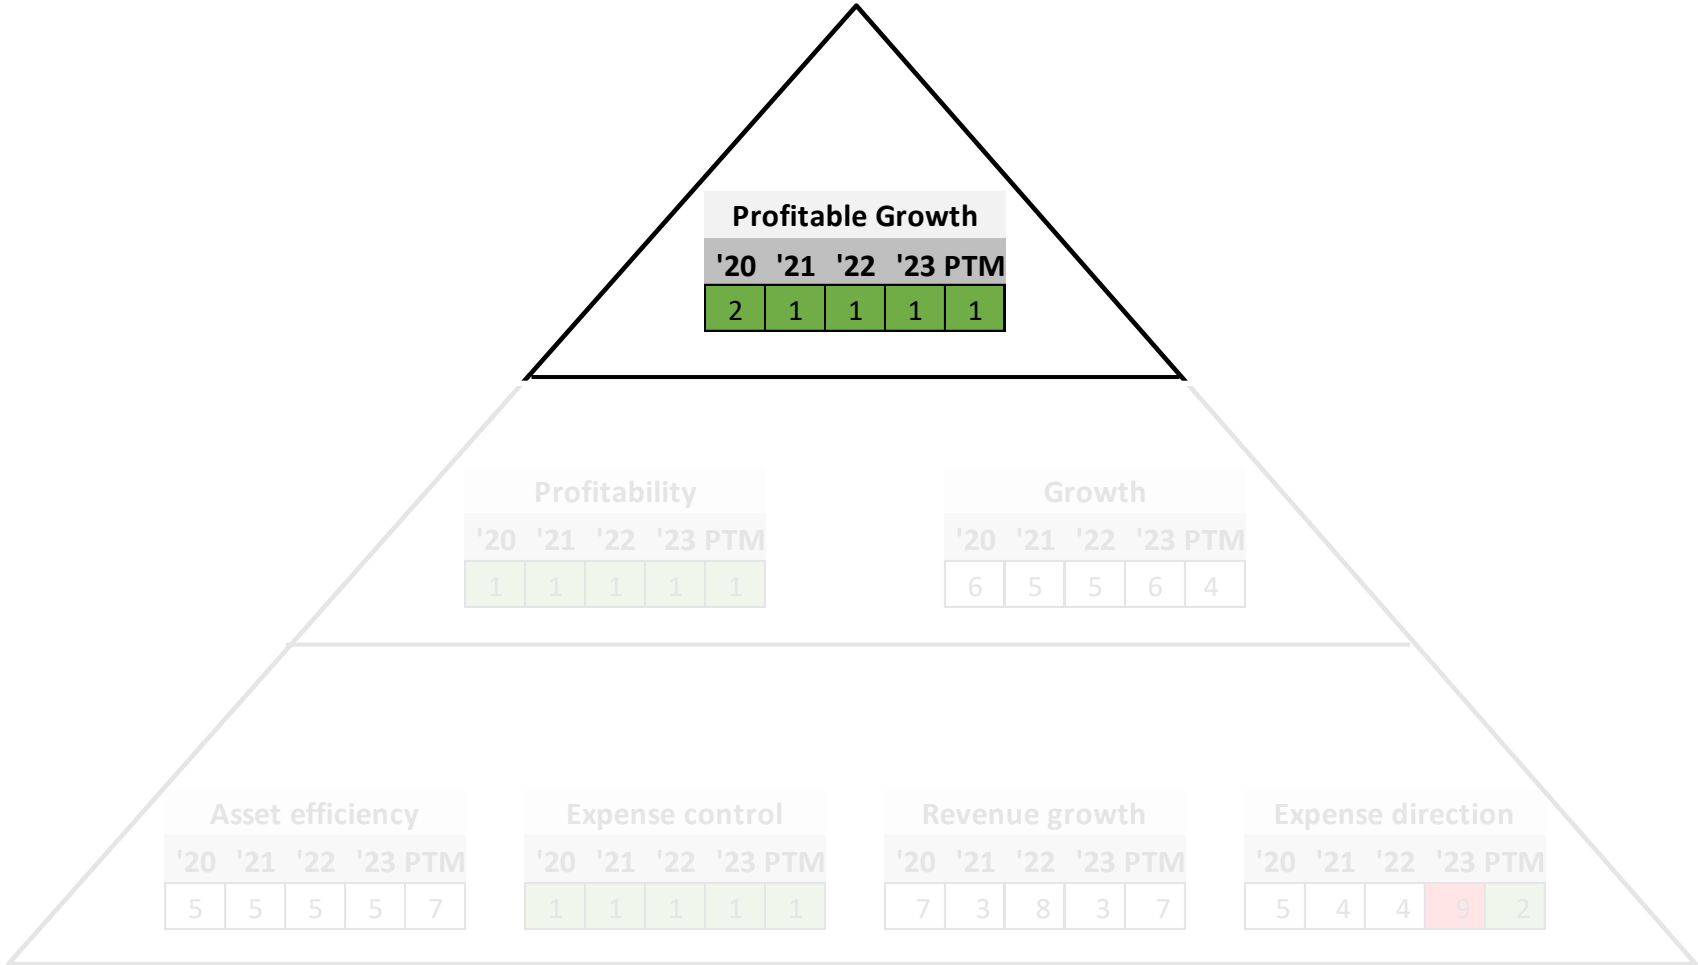 Profitable Growth
'20 '21 '22 '23 PTM
2 1 1 1 1
Profitability Growth
'20 '21 '22 '23 PTM '20 '21 '22 '23 PTM
1 1 1 1 1 6 5 5 6 4
Asset efficiency Expense control Revenue growth Expense direction
'20 '21 '22 '23 PTM '20 '21 '22 '23 PTM '20 '21 '22 '23 PTM '20 '21 '22 '23 PTM
5 5 5 5 7 1 1 1 1 1 7 3 8 3 7 5 4 4 9 2